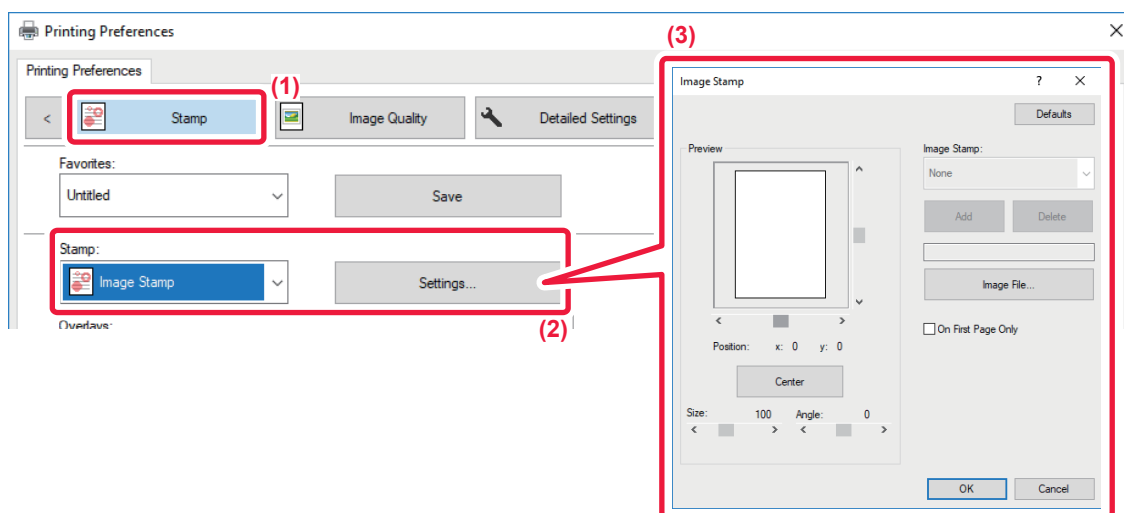 Printing Preferences
Printing Preferences
(1)
Stamp
Image Quality
Detailed Settings
Favorites:
Untitled
Save
Stamp:
Image Stamp
Settings...
(2)
Overlays:
(3)
Image Stamp
?
Defaults
Preview
Position: x: 0 y: 0
Center
Size: 100 Angle: 0
Image Stamp:
None
Add Delete
Image File...
On First Page Only
OK Cancel